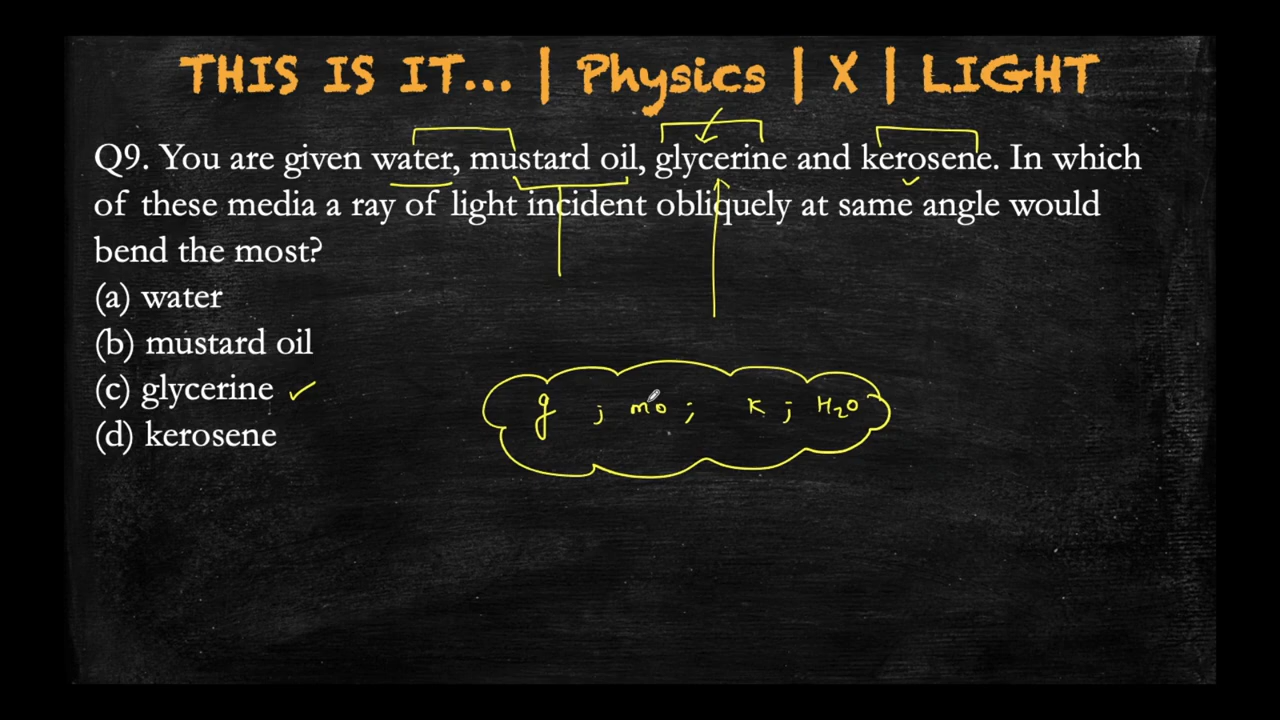 THIS IS IT... | Physics | X | LIGHT
Q9. You are given water, mustard oil, glycerine and kerosene. In which
of these media a ray of light incident obliquely at same angle would
bend the most?
(a) water
(b) mustard oil
(c) glycerine ✓
(d) kerosene
g ; mo ; K ; H₂O